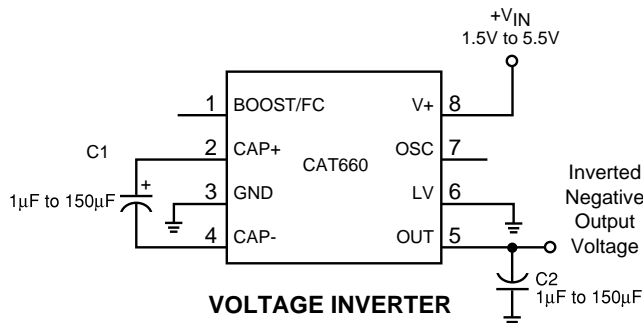 +VIN
1.5V to 5.5V
1 BOOST/FC V+ 8
C1
2 CAP+ OSC 7
CAT660
1µF to 150µF +
3 GND LV 6
4 CAP- OUT 5
Inverted
Negative
Output
Voltage
C2
1µF to 150µF
VOLTAGE INVERTER